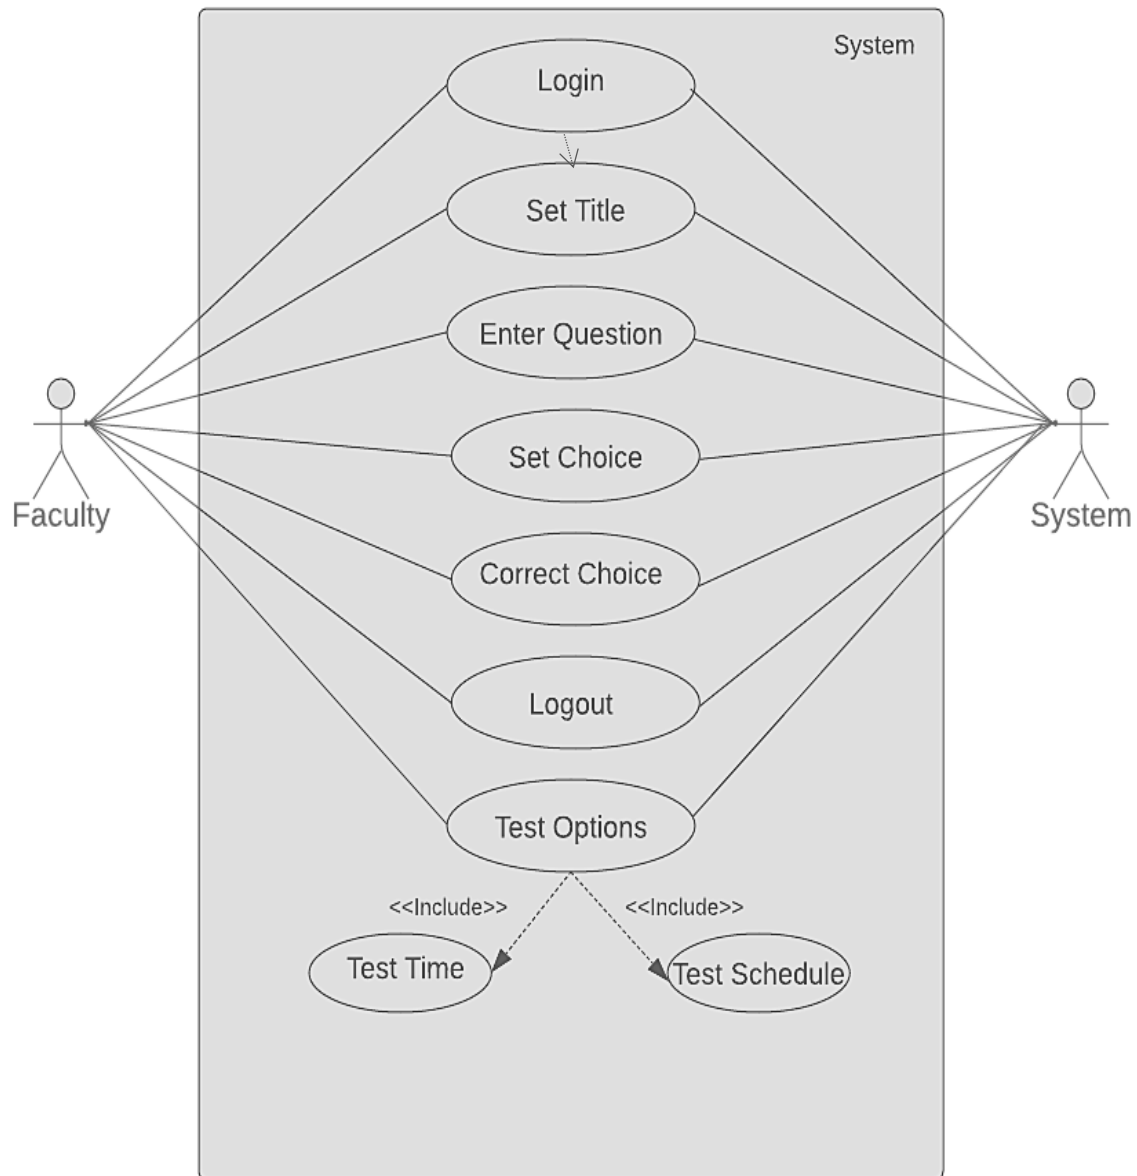 System
Login
Set Title
Enter Question
Set Choice
Faculty
System
Correct Choice
Logout
Test Options
<<Include>>
<<Include>>
Test Time
Test Schedule